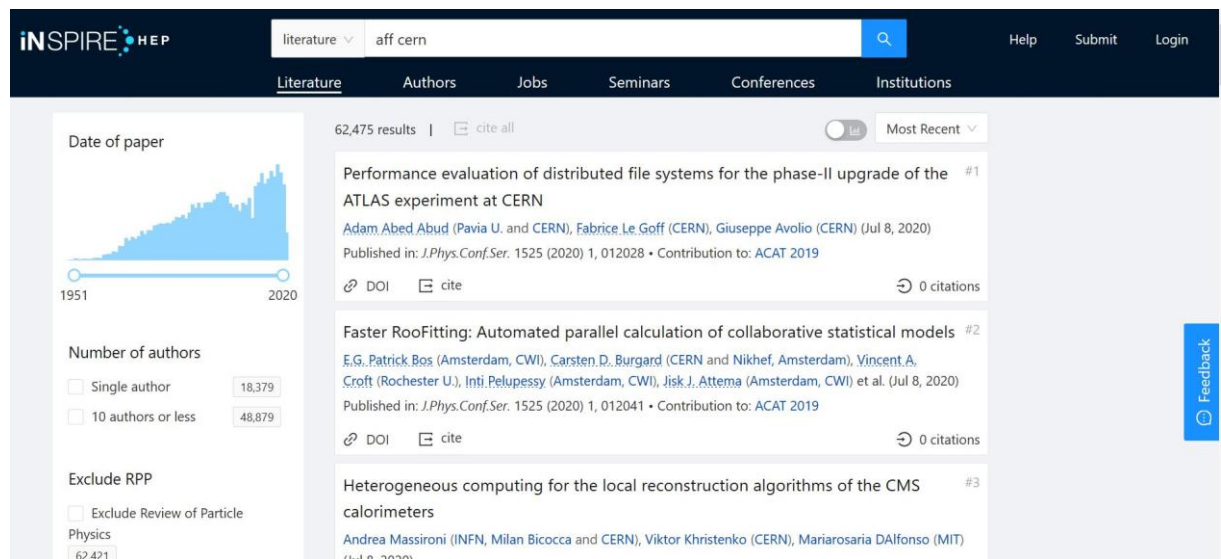 iNSPIRE HEP
literature
aff cern
Help
Submit
Login
Literature
Authors
Jobs
Seminars
Conferences
Institutions
Date of paper
1951
2020
Number of authors
Single author
18,379
10 authors or less
48,879
Exclude RPP
Exclude Review of Particle
Physics
62,421
62,475 results | cite all
Most Recent
Performance evaluation of distributed file systems for the phase-II upgrade of the #1
ATLAS experiment at CERN
Adam Abed Abud (Pavia U. and CERN), Fabrice Le Goff (CERN), Giuseppe Avolio (CERN) (Jul 8, 2020)
Published in: J.Phys.Conf.Ser. 1525 (2020) 1, 012028 • Contribution to: ACAT 2019
DOI cite 0 citations
Faster RooFitting: Automated parallel calculation of collaborative statistical models #2
E.G. Patrick Bos (Amsterdam, CWI), Carsten D. Burgard (CERN and Nikhef, Amsterdam), Vincent A.
Croft (Rochester U.), Inti Pelupessy (Amsterdam, CWI), Jisk J. Attema (Amsterdam, CWI) et al. (Jul 8, 2020)
Published in: J.Phys.Conf.Ser. 1525 (2020) 1, 012041 • Contribution to: ACAT 2019
DOI cite 0 citations
Heterogeneous computing for the local reconstruction algorithms of the CMS #3
calorimeters
Andrea Massironi (INFN, Milan Bicocca and CERN), Viktor Khristenko (CERN), Mariarosaria DAlfonso (MIT)
(Jul 8, 2020)
Feedback